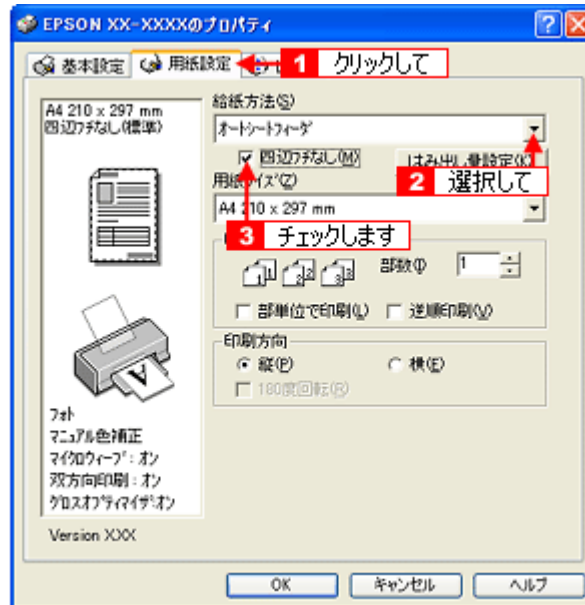 EPSON XX-XXXXのプロパティ
基本設定
用紙設定
1 クリックして
A4 210 x 297 mm
四辺フチなし(標準)
給紙方法(S)
オートシートフィーダ
四辺フチなし(M)
はみ出し量設定(K)
2 選択して
用紙サイズ(Z)
A4 210 x 297 mm
3 チェックします
部数(I)
1
部単位で印刷(L)
逆順印刷(V)
印刷方向
縦(P)
横(E)
180度回転(R)
フォト
マニュアル色補正
マイクロウィーブ : オン
双方向印刷 : オン
グロスオプティマイザ:オン
Version XXX
OK
キャンセル
ヘルプ